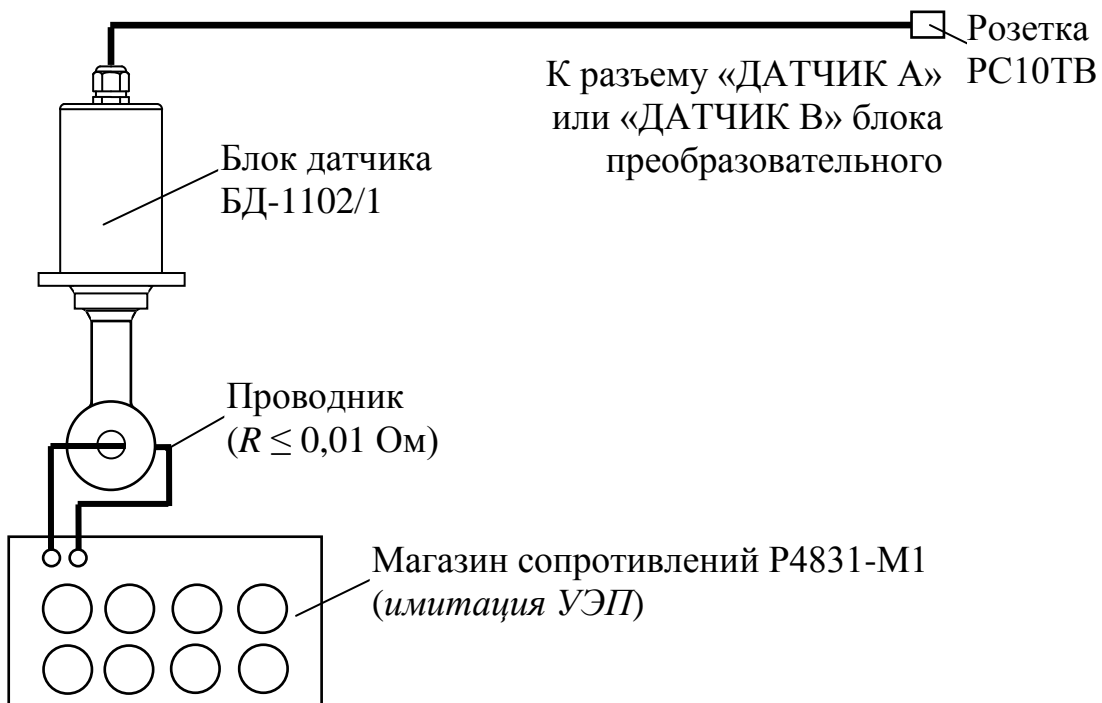 Розетка
РС10ТВ
К разъему «ДАТЧИК А»
или «ДАТЧИК В» блока
преобразовательного
Блок датчика
БД-1102/1
Проводник
(R ≤ 0,01 Ом)
Магазин сопротивлений Р4831-М1
(имитация УЭП)